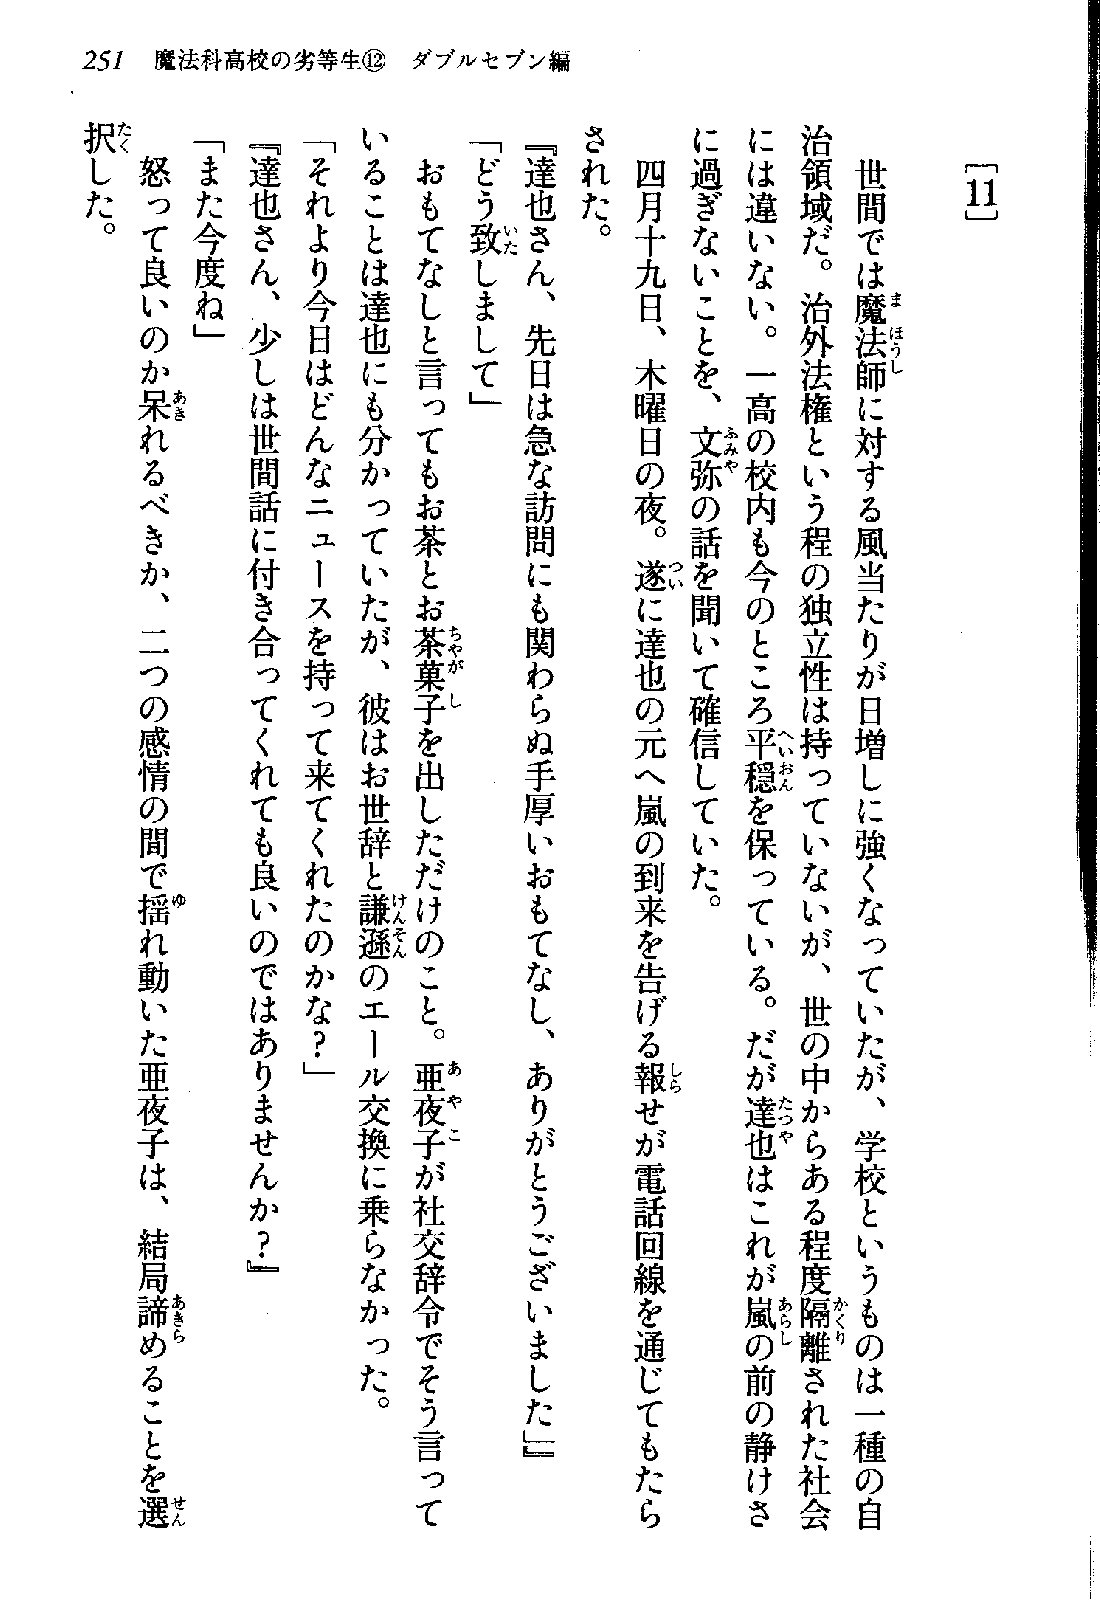 251　魔法科高校の劣等生⑫　ダブルセブン編
［11］
　世間では魔法師に対する風当たりが日増しに強くなっていたが、学校というものは一種の自
治領域だ。治外法権という程の独立性は持っていないが、世の中からある程度隔離された社会
には違いない。一高の校内も今のところ平穏を保っている。だが達也はこれが嵐の前の静けさ
に過ぎないことを、文弥の話を聞いて確信していた。
　四月十九日、木曜日の夜。遂に達也の元へ嵐の到来を告げる報せが電話回線を通じてもたら
された。
『達也さん、先日は急な訪問にも関わらぬ手厚いおもてなし、ありがとうございました』
「どう致しまして」
　おもてなしと言ってもお茶とお茶菓子を出しただけのこと。亜夜子が社交辞令でそう言って
いることは達也にも分かっていたが、彼はお世辞と謙遜のエール交換に乗らなかった。
「それより今日はどんなニュースを持って来てくれたのかな？」
『達也さん、少しは世間話に付き合ってくれても良いのではありませんか？』
「また今度ね」
　怒って良いのか呆れるべきか、二つの感情の間で揺れ動いた亜夜子は、結局諦めることを選
択した。